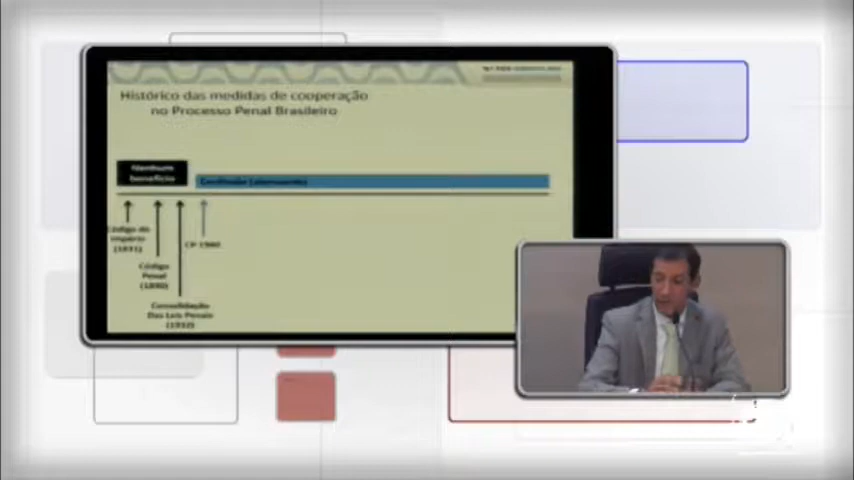 Histórico das medidas de cooperação
no Processo Penal Brasileiro
Nenhum
benefício
Código do
Império
(1831)
CP 1940
Código
Penal
(1890)
Consolidação
Das Leis Penais
(1932)